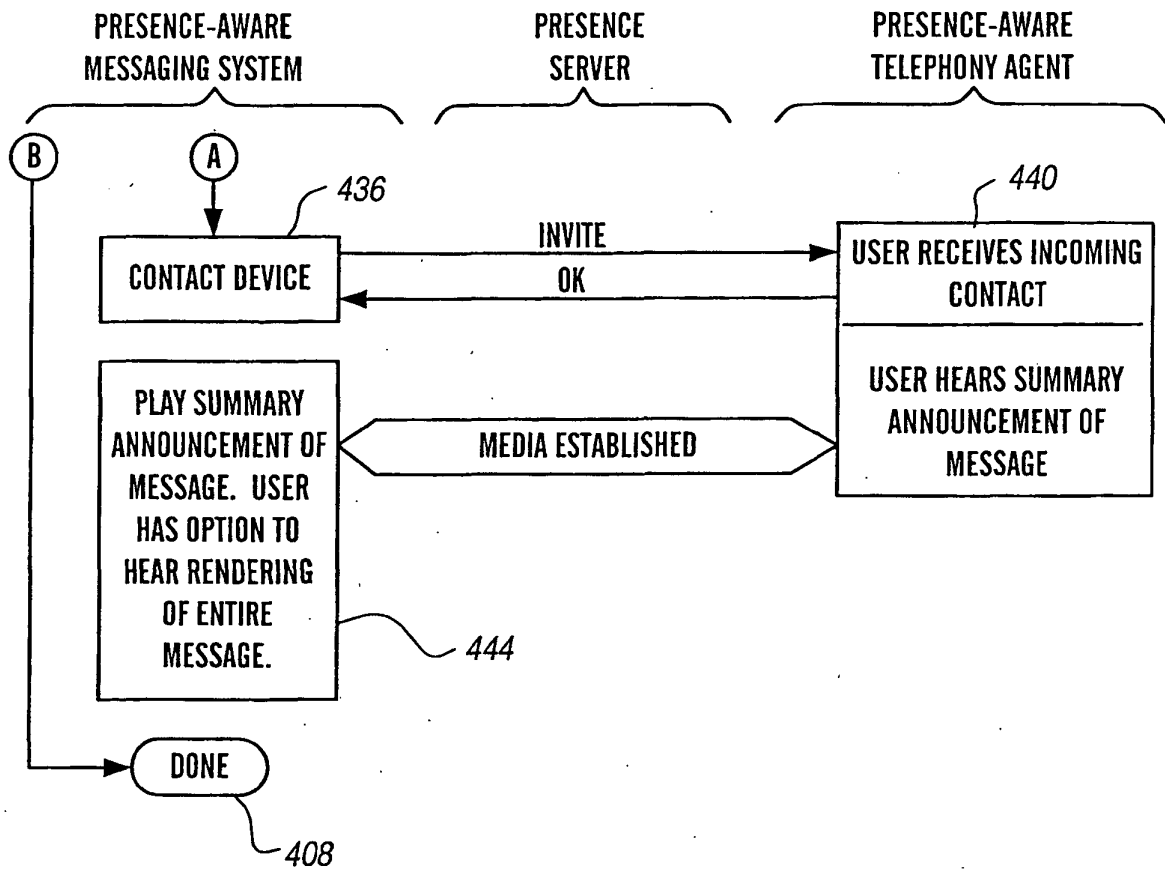 PRESENCE-AWARE
MESSAGING SYSTEM
PRESENCE
SERVER
PRESENCE-AWARE
TELEPHONY AGENT
B
A
436
CONTACT DEVICE
INVITE
OK
440
USER RECEIVES INCOMING
CONTACT
USER HEARS SUMMARY
ANNOUNCEMENT OF
MESSAGE
PLAY SUMMARY
ANNOUNCEMENT OF
MESSAGE. USER
HAS OPTION TO
HEAR RENDERING
OF ENTIRE
MESSAGE.
MEDIA ESTABLISHED
444
DONE
408